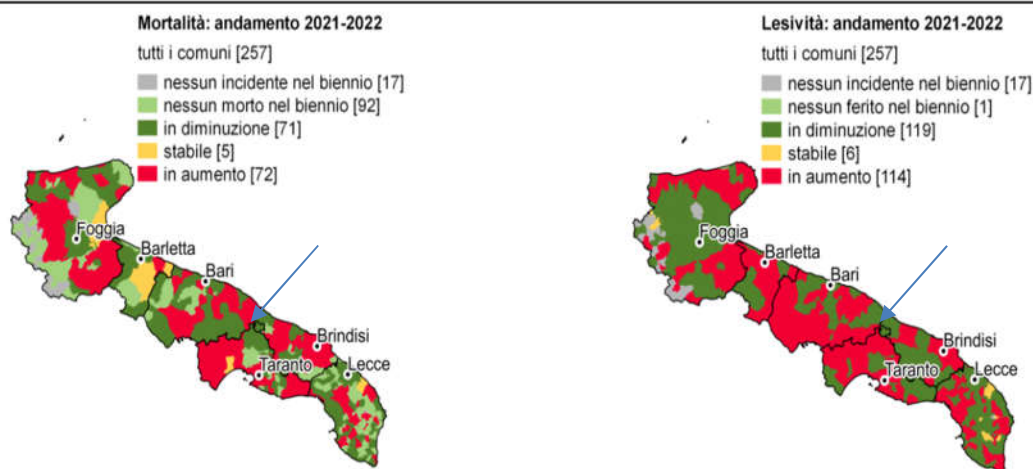 Mortalità: andamento 2021-2022
tutti i comuni [257]
nessun incidente nel biennio [17]
nessun morto nel biennio [92]
in diminuzione [71]
stabile [5]
in aumento [72]
Foggia
Barletta
Bari
Brindisi
Taranto
Lecce
Lesività: andamento 2021-2022
tutti i comuni [257]
nessun incidente nel biennio [17]
nessun ferito nel biennio [1]
in diminuzione [119]
stabile [6]
in aumento [114]
Foggia
Barletta
Bari
Brindisi
Taranto
Lecce